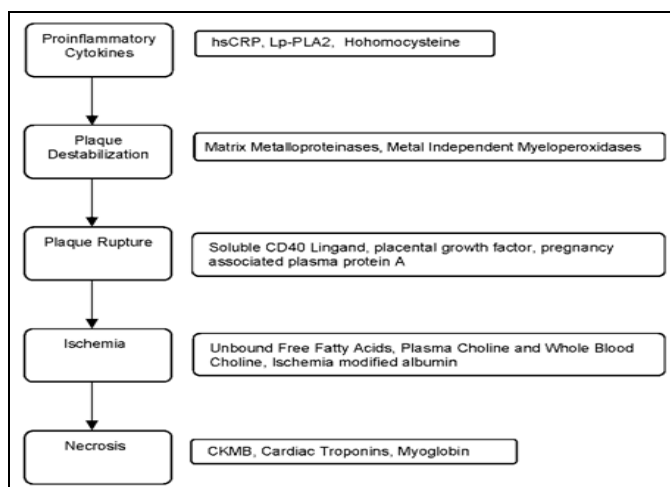 Proinflammatory
Cytokines
hsCRP, Lp-PLA2, Hohomocysteine
Plaque
Destabilization
Matrix Metalloproteinases, Metal Independent Myeloperoxidases
Plaque Rupture
Soluble CD40 Lingand, placental growth factor, pregnancy
associated plasma protein A
Ischemia
Unbound Free Fatty Acids, Plasma Choline and Whole Blood
Choline, Ischemia modified albumin
Necrosis
CKMB, Cardiac Troponins, Myoglobin